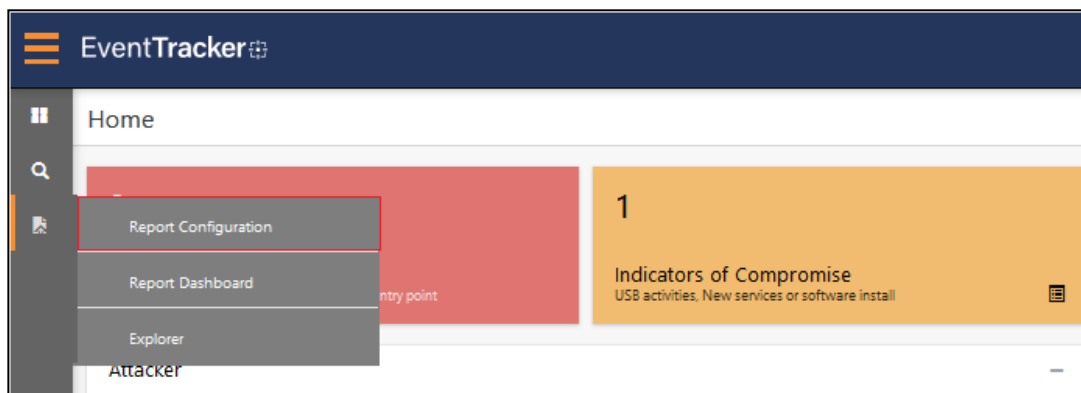 EventTracker
Home
Report Configuration
Report Dashboard
Explorer
ntry point
1
Indicators of Compromise
USB activities, New services or software install
Attacker